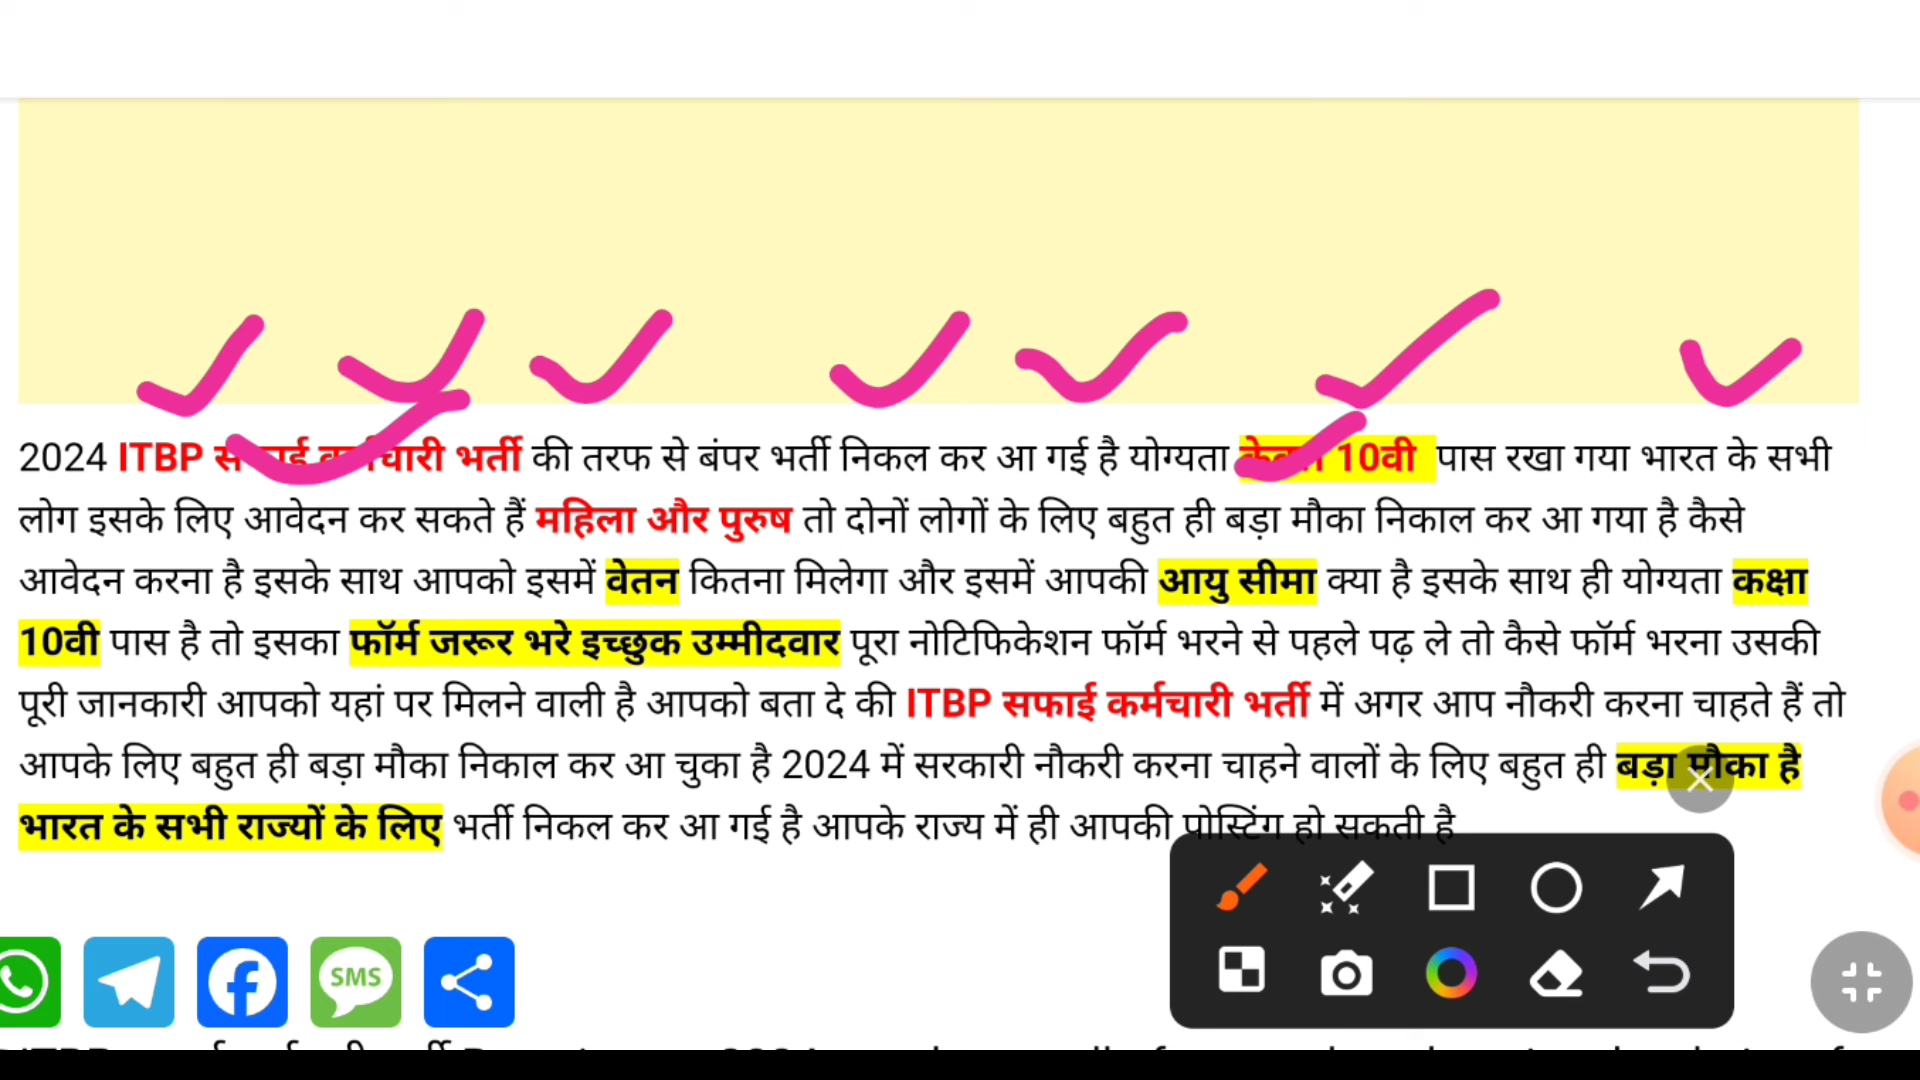 2024 ITBP सफाई कर्मचारी भर्ती की तरफ से बंपर भर्ती निकल कर आ गई है योग्यता केवल 10वी पास रखा गया भारत के सभी
लोग इसके लिए आवेदन कर सकते हैं महिला और पुरुष तो दोनों लोगों के लिए बहुत ही बड़ा मौका निकाल कर आ गया है कैसे
आवेदन करना है इसके साथ आपको इसमें वेतन कितना मिलेगा और इसमें आपकी आयु सीमा क्या है इसके साथ ही योग्यता कक्षा
10वी पास है तो इसका फॉर्म जरूर भरे इच्छुक उम्मीदवार पूरा नोटिफिकेशन फॉर्म भरने से पहले पढ़ ले तो कैसे फॉर्म भरना उसकी
पूरी जानकारी आपको यहां पर मिलने वाली है आपको बता दे की ITBP सफाई कर्मचारी भर्ती में अगर आप नौकरी करना चाहते हैं तो
आपके लिए बहुत ही बड़ा मौका निकाल कर आ चुका है 2024 में सरकारी नौकरी करना चाहने वालों के लिए बहुत ही बड़ा मौका है
भारत के सभी राज्यों के लिए भर्ती निकल कर आ गई है आपके राज्य में ही आपकी पोस्टिंग हो सकती है
SMS